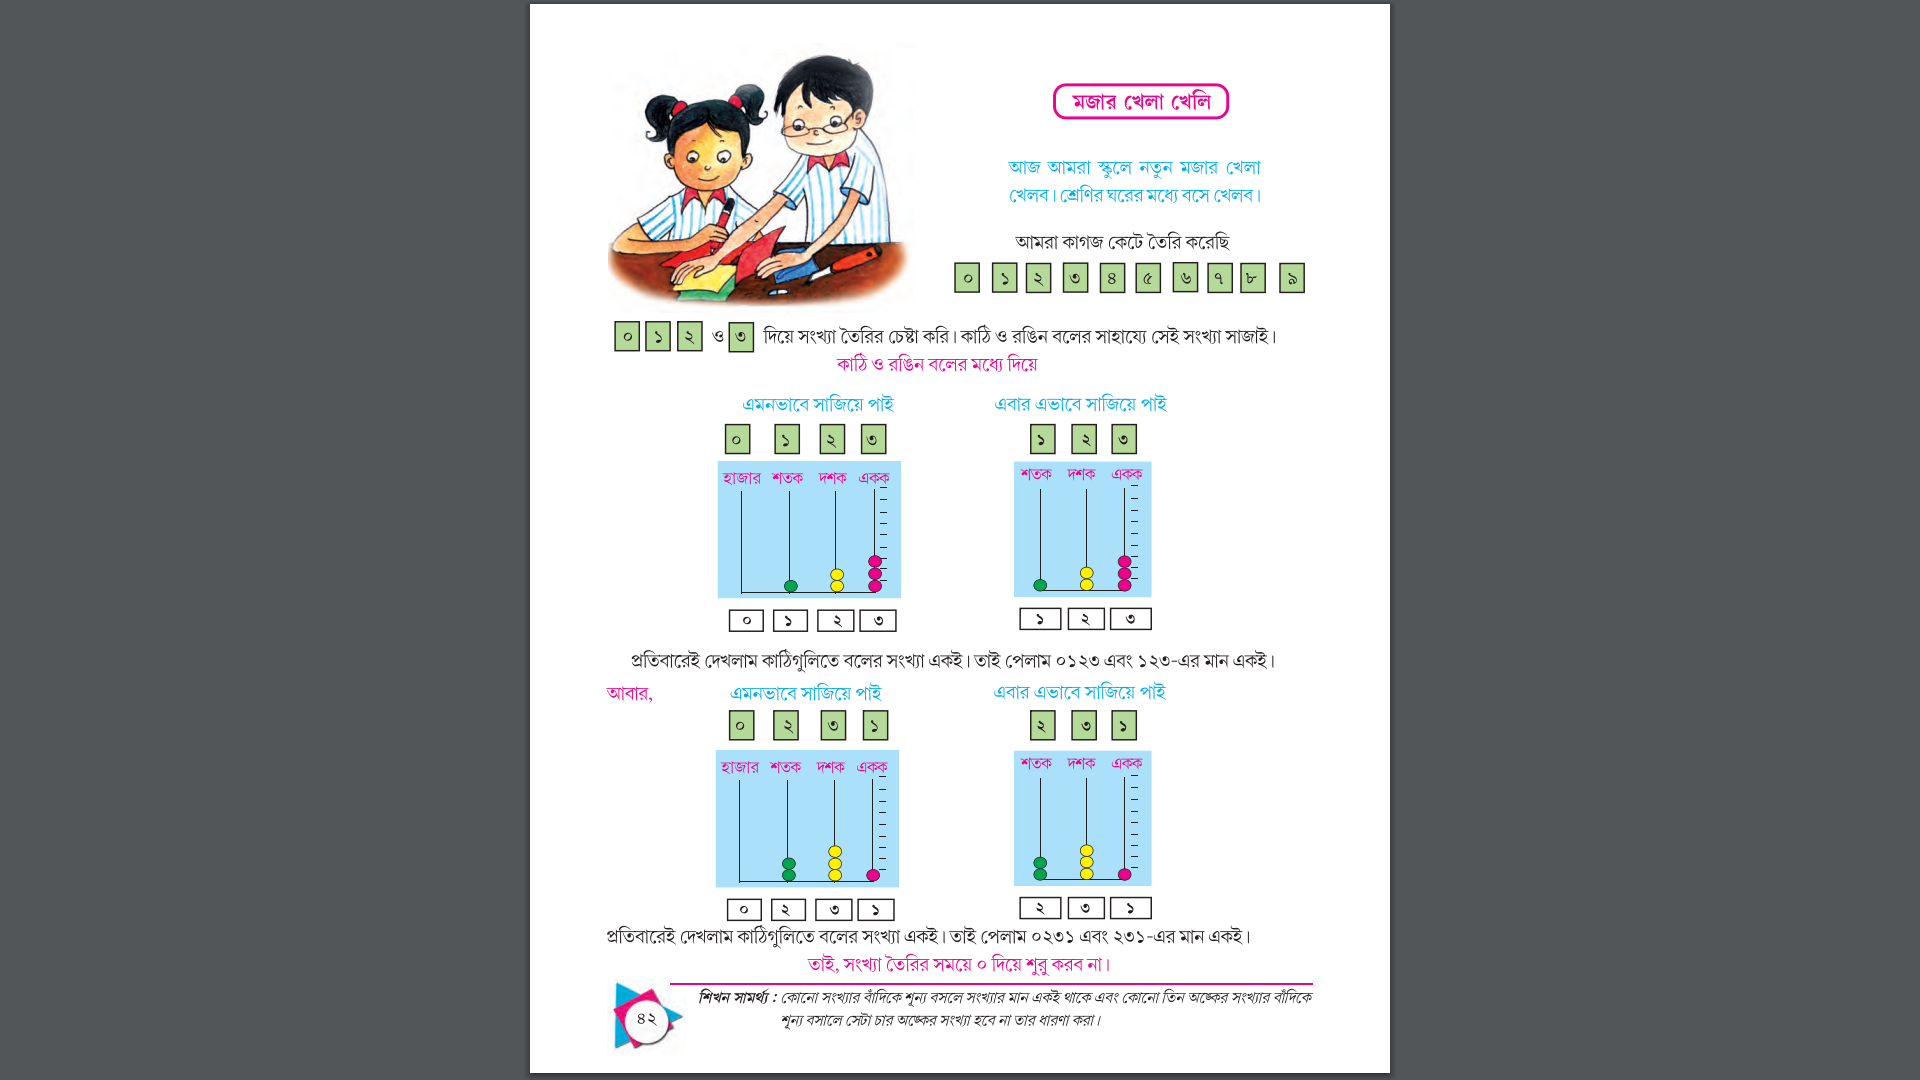 মজার খেলা খেলি
আজ আমরা স্কুলে নতুন মজার খেলা
খেলব। শ্রেণির ঘরের মধ্যে বসে খেলব।
আমরা কাগজ কেটে তৈরি করেছি
০ ১ ২ ৩ ৪ ৫ ৬ ৭ ৮ ৯
০ ১ ২ ও ৩ দিয়ে সংখ্যা তৈরির চেষ্টা করি। কাঠি ও রঙিন বলের সাহায্যে সেই সংখ্যা সাজাই।
কাঠি ও রঙিন বলের মধ্যে দিয়ে
এমনভাবে সাজিয়ে পাই
০ ১ ২ ৩
হাজার শতক দশক একক
০ ১ ২ ৩
এবার এভাবে সাজিয়ে পাই
১ ২ ৩
শতক দশক একক
১ ২ ৩
প্রতিবারেই দেখলাম কাঠিগুলিতে বলের সংখ্যা একই। তাই পেলাম ০১২৩ এবং ১২৩-এর মান একই।
আবার,
এমনভাবে সাজিয়ে পাই
০ ২ ৩ ১
হাজার শতক দশক একক
০ ২ ৩ ১
এবার এভাবে সাজিয়ে পাই
২ ৩ ১
শতক দশক একক
২ ৩ ১
প্রতিবারেই দেখলাম কাঠিগুলিতে বলের সংখ্যা একই। তাই পেলাম ০২৩১ এবং ২৩১-এর মান একই।
তাই, সংখ্যা তৈরির সময়ে ০ দিয়ে শুরু করব না।
শিখন সামর্থ্য : কোনো সংখ্যার বাঁদিকে শূন্য বসলে সংখ্যার মান একই থাকে এবং কোনো তিন অঙ্কের সংখ্যার বাঁদিকে
শূন্য বসালে সেটা চার অঙ্কের সংখ্যা হবে না তার ধারণা করা।
৪২